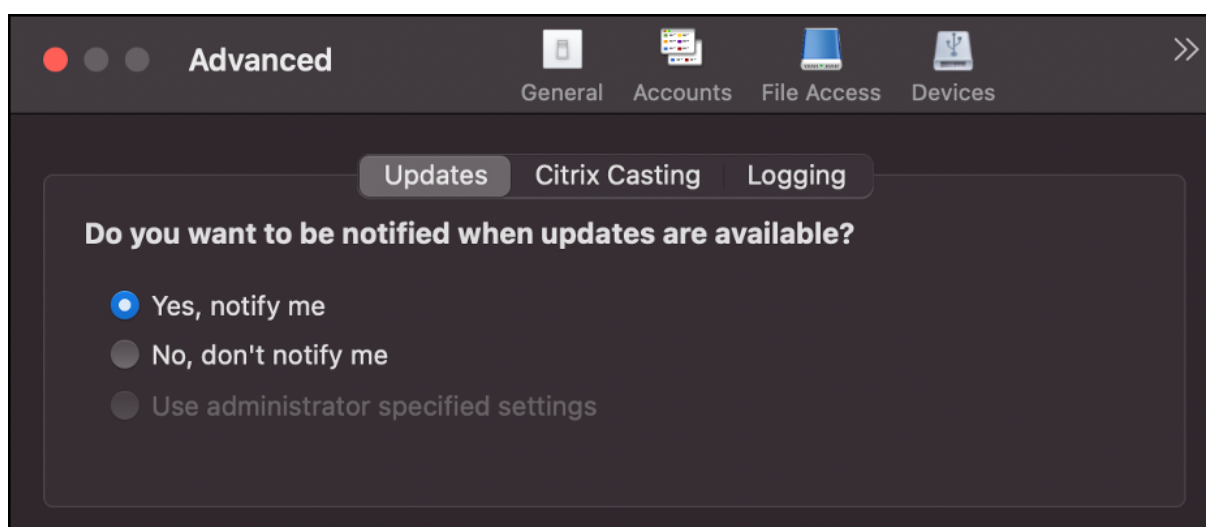 Advanced
General Accounts File Access Devices
Updates Citrix Casting Logging
Do you want to be notified when updates are available?
Yes, notify me
No, don't notify me
Use administrator specified settings